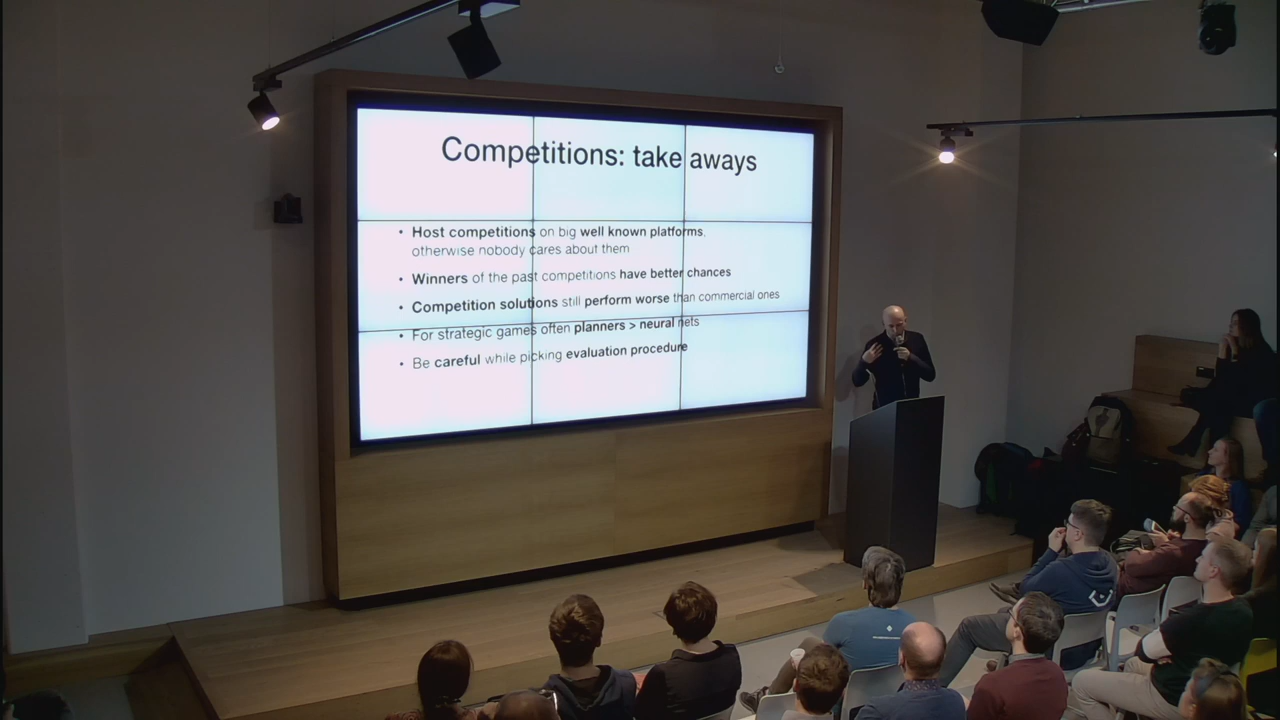 Competitions: take aways
• Host competitions on big well known platforms,
otherwise nobody cares about them
• Winners of the past competitions have better chances
• Competition solutions still perform worse than commercial ones
• For strategic games often planners > neural nets
• Be careful while picking evaluation procedure